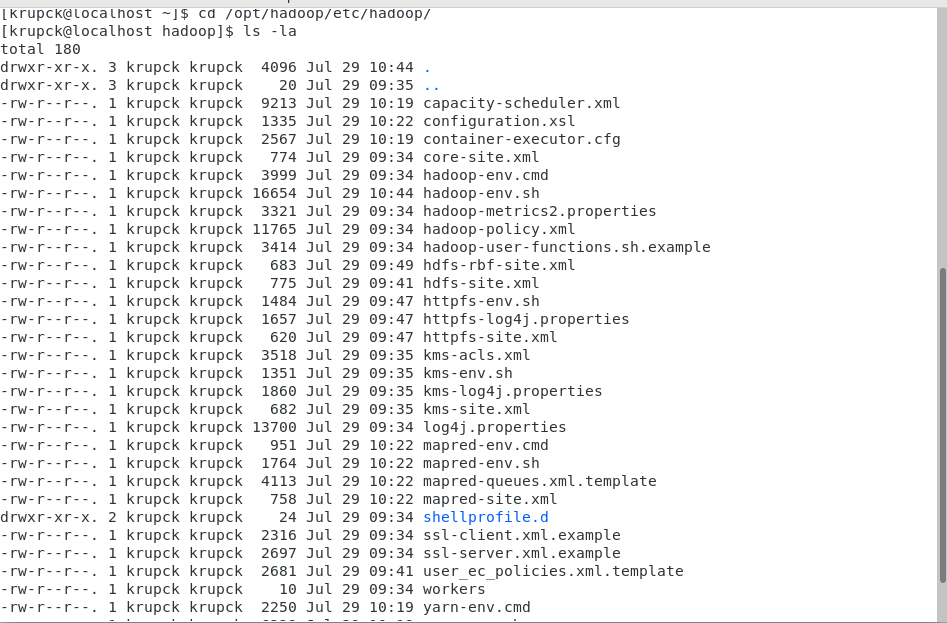 [krupck@localhost ~]$ cd /opt/hadoop/etc/hadoop/
[krupck@localhost hadoop]$ ls -la
total 180
drwxr-xr-x. 3 krupck krupck  4096 Jul 29 10:44 .
drwxr-xr-x. 3 krupck krupck    20 Jul 29 09:35 ..
-rw-r--r--. 1 krupck krupck  9213 Jul 29 10:19 capacity-scheduler.xml
-rw-r--r--. 1 krupck krupck  1335 Jul 29 10:22 configuration.xsl
-rw-r--r--. 1 krupck krupck  2567 Jul 29 10:19 container-executor.cfg
-rw-r--r--. 1 krupck krupck   774 Jul 29 09:34 core-site.xml
-rw-r--r--. 1 krupck krupck  3999 Jul 29 09:34 hadoop-env.cmd
-rw-r--r--. 1 krupck krupck 16654 Jul 29 10:44 hadoop-env.sh
-rw-r--r--. 1 krupck krupck  3321 Jul 29 09:34 hadoop-metrics2.properties
-rw-r--r--. 1 krupck krupck 11765 Jul 29 09:34 hadoop-policy.xml
-rw-r--r--. 1 krupck krupck  3414 Jul 29 09:34 hadoop-user-functions.sh.example
-rw-r--r--. 1 krupck krupck   683 Jul 29 09:49 hdfs-rbf-site.xml
-rw-r--r--. 1 krupck krupck   775 Jul 29 09:41 hdfs-site.xml
-rw-r--r--. 1 krupck krupck  1484 Jul 29 09:47 httpfs-env.sh
-rw-r--r--. 1 krupck krupck  1657 Jul 29 09:47 httpfs-log4j.properties
-rw-r--r--. 1 krupck krupck   620 Jul 29 09:47 httpfs-site.xml
-rw-r--r--. 1 krupck krupck  3518 Jul 29 09:35 kms-acls.xml
-rw-r--r--. 1 krupck krupck  1351 Jul 29 09:35 kms-env.sh
-rw-r--r--. 1 krupck krupck  1860 Jul 29 09:35 kms-log4j.properties
-rw-r--r--. 1 krupck krupck   682 Jul 29 09:35 kms-site.xml
-rw-r--r--. 1 krupck krupck 13700 Jul 29 09:34 log4j.properties
-rw-r--r--. 1 krupck krupck   951 Jul 29 10:22 mapred-env.cmd
-rw-r--r--. 1 krupck krupck  1764 Jul 29 10:22 mapred-env.sh
-rw-r--r--. 1 krupck krupck  4113 Jul 29 10:22 mapred-queues.xml.template
-rw-r--r--. 1 krupck krupck   758 Jul 29 10:22 mapred-site.xml
drwxr-xr-x. 2 krupck krupck    24 Jul 29 09:34 shellprofile.d
-rw-r--r--. 1 krupck krupck  2316 Jul 29 09:34 ssl-client.xml.example
-rw-r--r--. 1 krupck krupck  2697 Jul 29 09:34 ssl-server.xml.example
-rw-r--r--. 1 krupck krupck  2681 Jul 29 09:41 user_ec_policies.xml.template
-rw-r--r--. 1 krupck krupck    10 Jul 29 09:34 workers
-rw-r--r--. 1 krupck krupck  2250 Jul 29 10:19 yarn-env.cmd